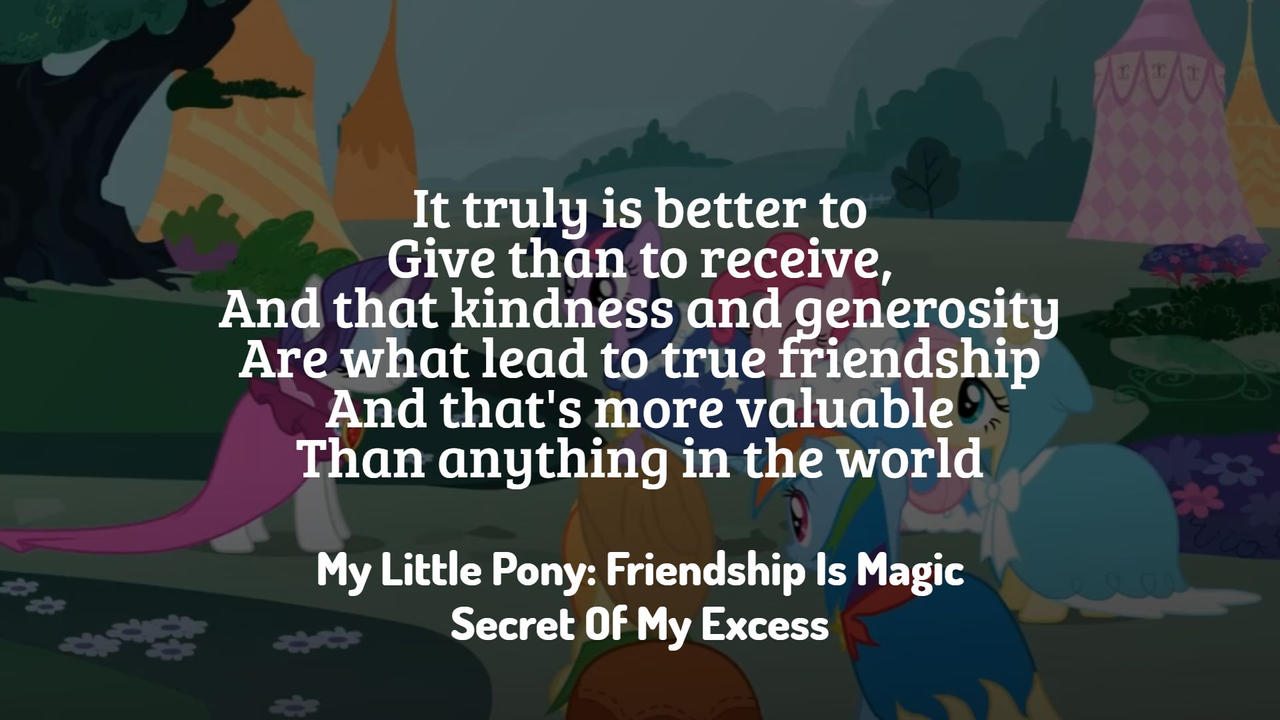 It truly is better to
Give than to receive,
And that kindness and generosity
Are what lead to true friendship
And that's more valuable
Than anything in the world
My Little Pony: Friendship Is Magic
Secret Of My Excess